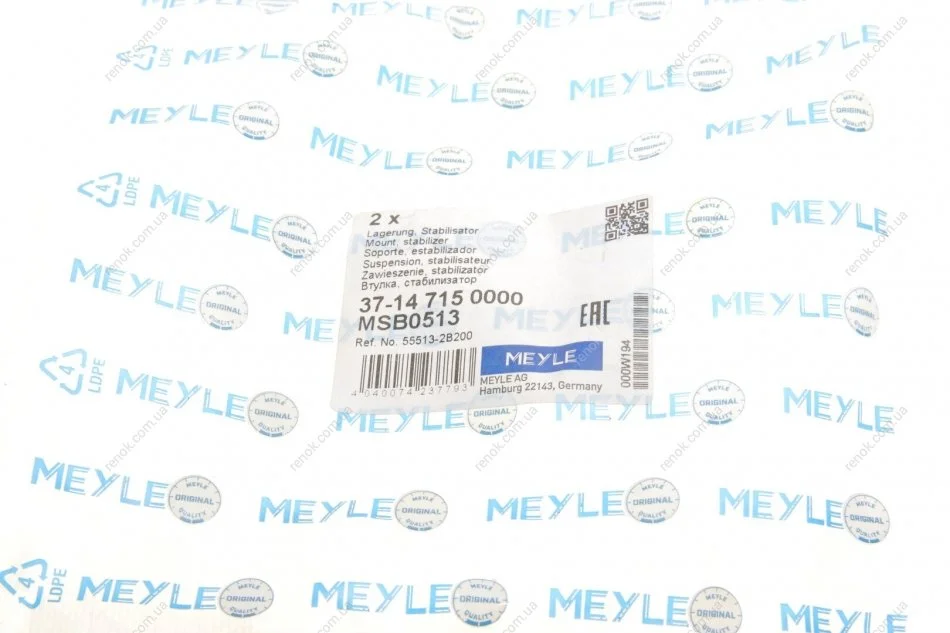 2 x
Lagerung, Stabilisator
Mount, stabilizer
Soporte, estabilizador
Suspension, stabilisateur
Zawieszenie, stabilizator
Втулка, стабилизатор
37-14 715 0000
MSB0513
EAC
Ref. No. 55513-2B200
MEYLE
MEYLE AG
Hamburg 22143, Germany
4 040074 237793
000W194
MEYLE ORIGINAL QUALITY
4 LDPE
renok.com.ua